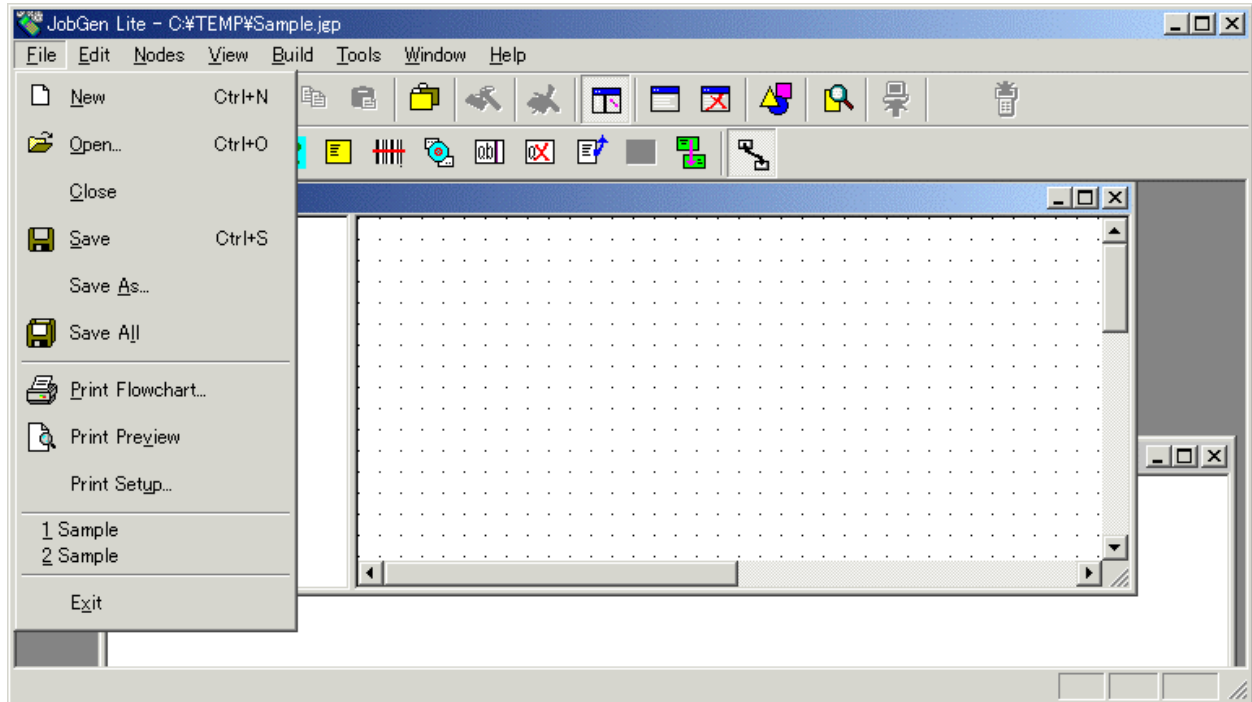 JobGen Lite - C:¥TEMP¥Sample.jgp
File Edit Nodes View Build Tools Window Help
New Ctrl+N
Open... Ctrl+O
Close
Save Ctrl+S
Save As...
Save All
Print Flowchart...
Print Preview
Print Setup...
1 Sample
2 Sample
Exit